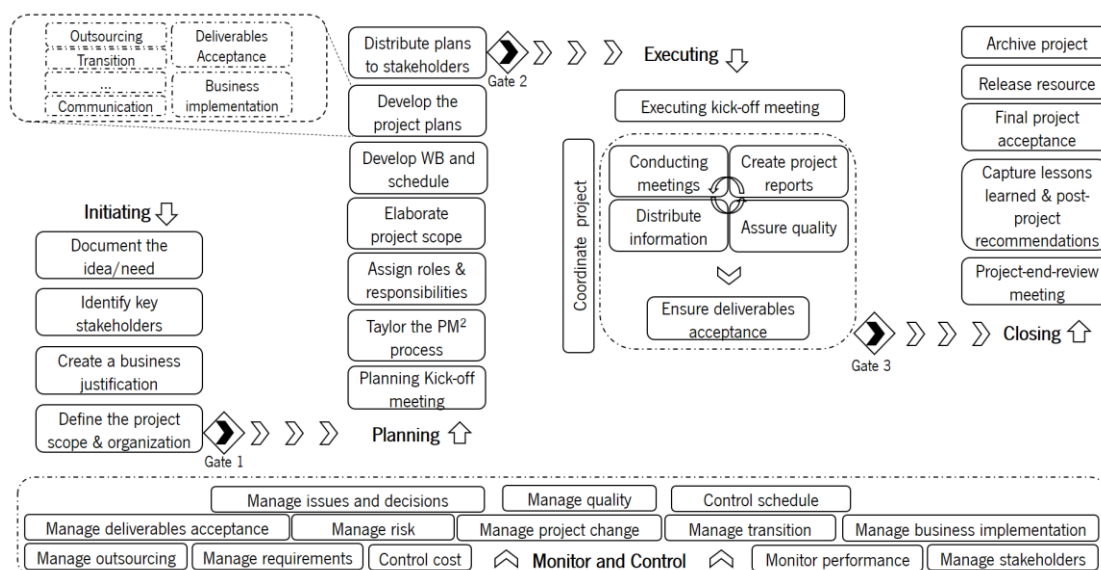 Outsourcing
Transition
...
Communication
Deliverables
Acceptance
Business
implementation
Initiating
Document the
idea/need
Identify key
stakeholders
Create a business
justification
Define the project
scope & organization
Gate 1
Distribute plans
to stakeholders
Develop the
project plans
Develop WB and
schedule
Elaborate
project scope
Assign roles &
responsibilities
Taylor the PM²
process
Planning Kick-off
meeting
Planning
Gate 2
Executing
Executing kick-off meeting
Coordinate project
Conducting
meetings
Create project
reports
Distribute
information
Assure quality
Ensure deliverables
acceptance
Gate 3
Archive project
Release resource
Final project
acceptance
Capture lessons
learned & post-
project
recommendations
Project-end-review
meeting
Closing
Manage issues and decisions
Manage quality
Control schedule
Manage deliverables acceptance
Manage risk
Manage project change
Manage transition
Manage business implementation
Manage outsourcing
Manage requirements
Control cost
Monitor and Control
Monitor performance
Manage stakeholders